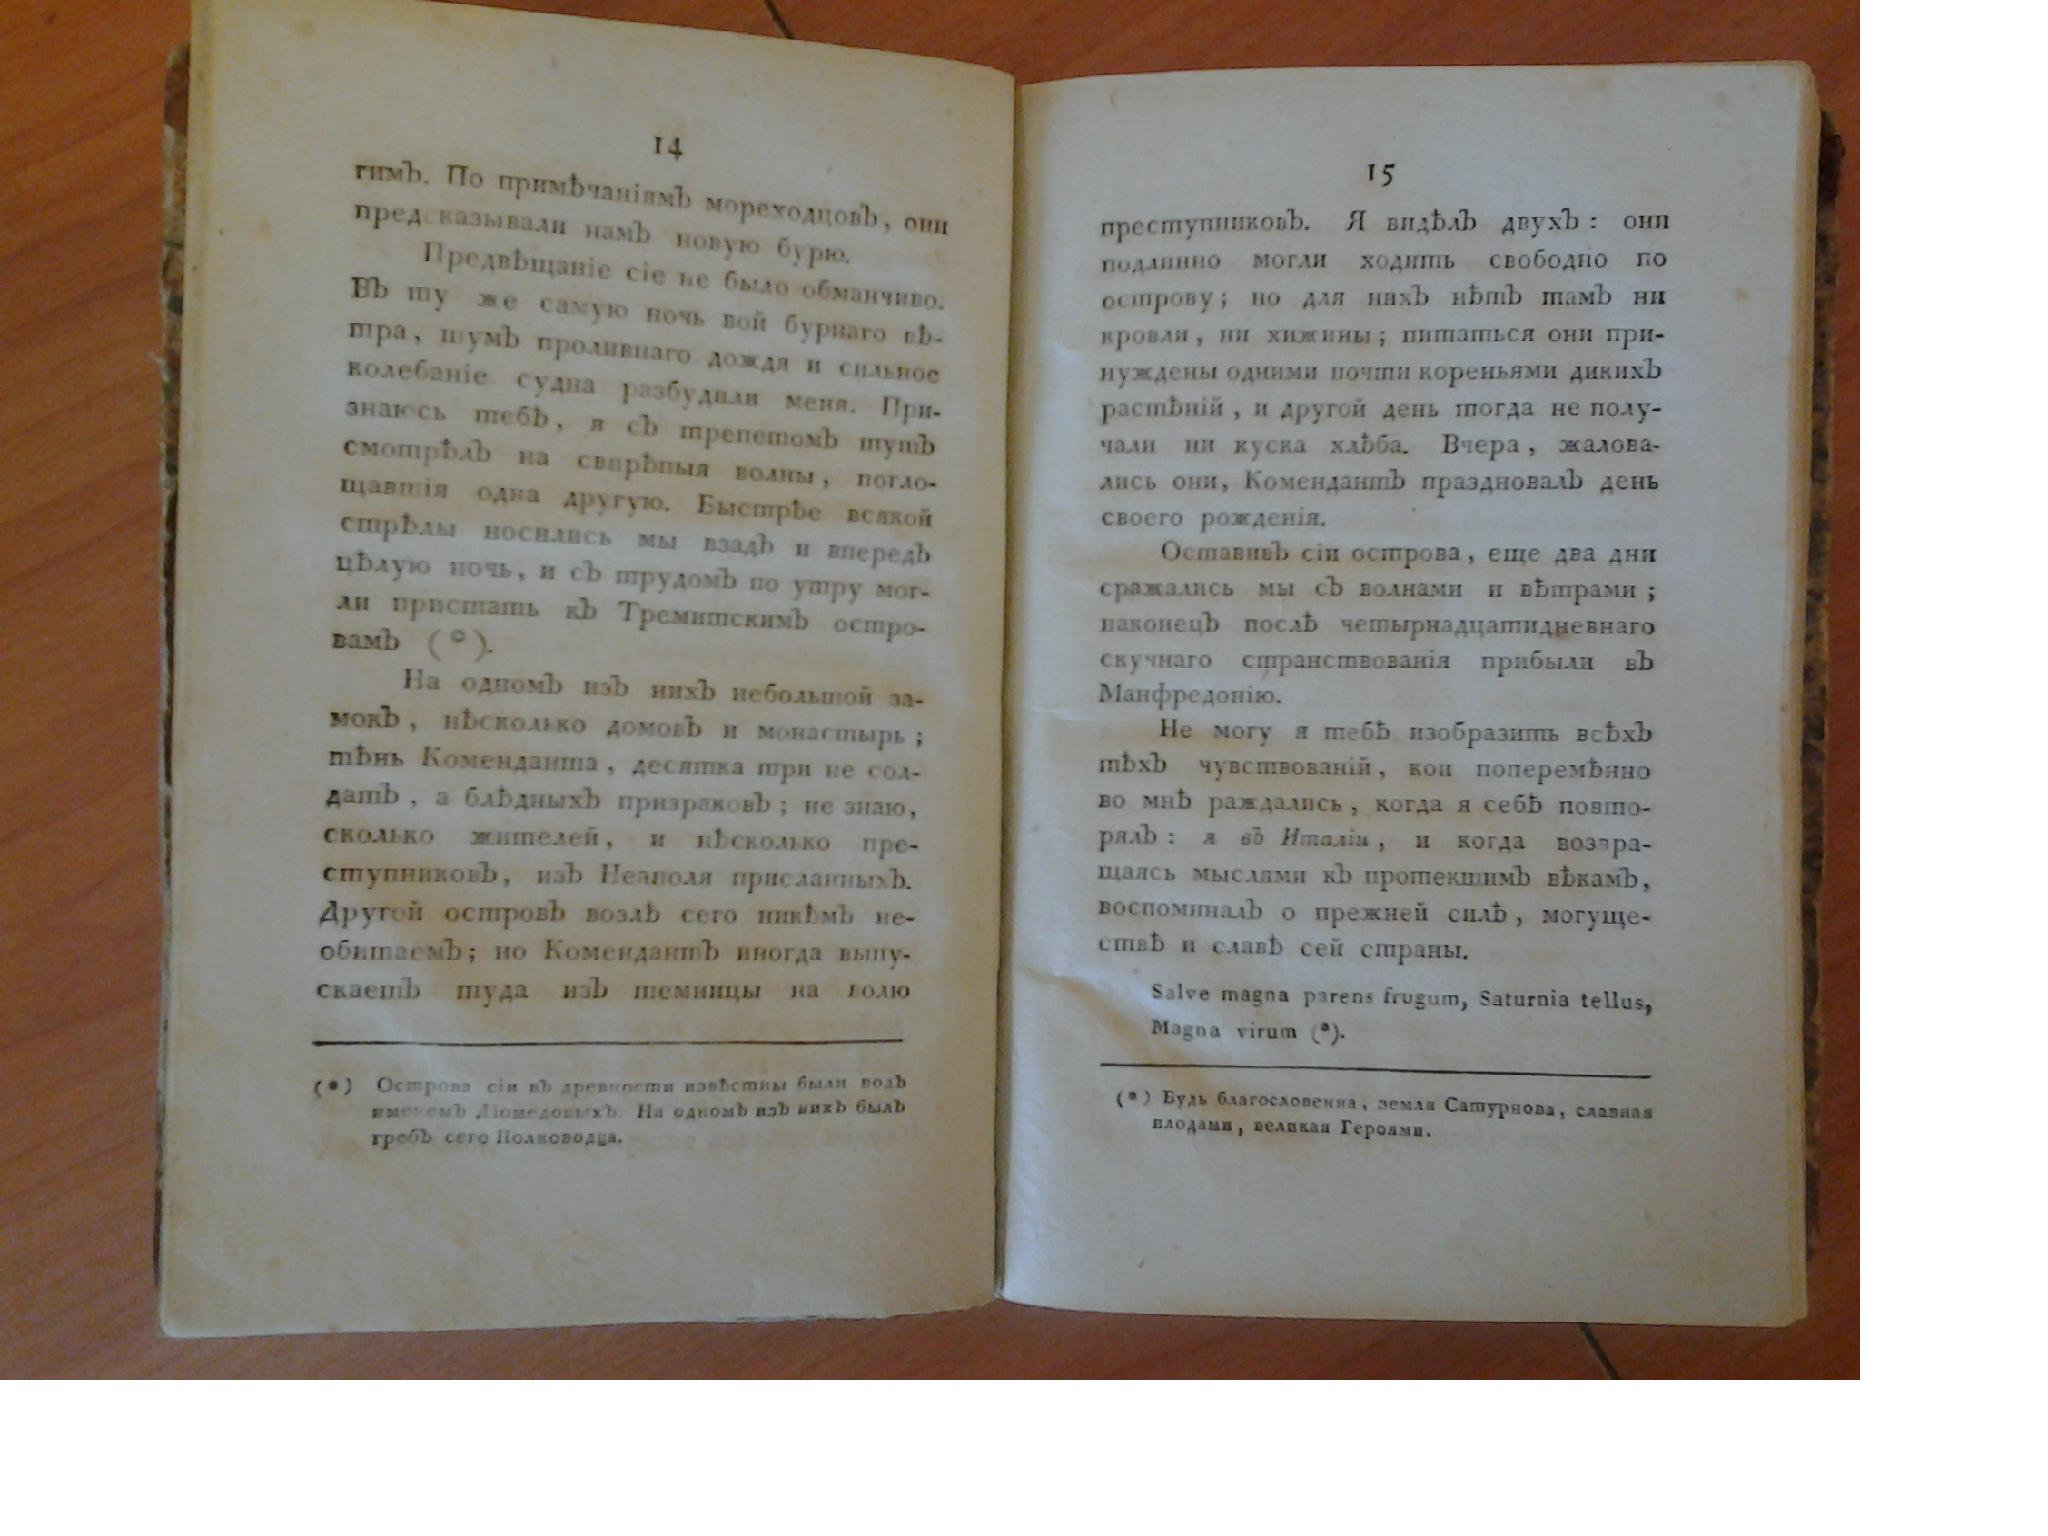 14
гимъ. По примѣчаніямъ мореходцовъ, они
предсказывали намъ новую бурю.
Предвѣщаніе сіе не было обманчиво.
Въ ту же самую ночь вой бурнаго вѣ-
тра, шумъ проливнаго дождя и сильное
колебаніе судна разбудили меня. При-
знаюсь тебѣ, я съ трепетомъ тутъ
смотрѣлъ на свирѣпыя волны, погло-
щавшія одна другую. Быстрѣе всякой
стрѣлы носились мы взадъ и впередъ
цѣлую ночь, и съ трудомъ по утру мог-
ли пристать къ Тремитскимъ остро-
вамъ (*).
На одномъ изъ нихъ небольшой за-
мокъ, нѣсколько домовъ и монастырь;
тѣнь Коменданта, десятка три не сол-
датъ, а блѣдныхъ призраковъ; не знаю,
сколько жителей, и нѣсколько пре-
ступниковъ, изъ Неаполя присланныхъ.
Другой островъ возлѣ сего никѣмъ не-
обитаемъ; но Комендантъ иногда выпу-
скаетъ туда изъ темницы на волю
(*) Острова сіи въ древности извѣстны были подъ
именемъ Діомедовыхъ. На одномъ изъ нихъ былъ
гробъ сего Полководца.
15
преступниковъ. Я видѣлъ двухъ: они
подлинно могли ходить свободно по
острову; но для нихъ нѣтъ тамъ ни
кровли, ни хижины; питаться они при-
нуждены одними почти кореньями дикихъ
растѣній, и другой день тогда не полу-
чали ни куска хлѣба. Вчера, жалова-
лись они, Комендантъ праздновалъ день
своего рожденія.
Оставивъ сіи острова, еще два дни
сражались мы съ волнами и вѣтрами;
наконецъ послѣ четырнадцатидневнаго
скучнаго странствованія прибыли въ
Манфредонію.
Не могу я тебѣ изобразить всѣхъ
тѣхъ чувствованій, кои поперемѣнно
во мнѣ раждались, когда я себѣ повто-
рялъ: я въ Италіи, и когда возвра-
щаясь мыслями къ протекшимъ вѣкамъ,
воспоминалъ о прежней силѣ, могуще-
ствѣ и славѣ сей страны.
Salve magna parens frugum, Saturnia tellus,
Magna virum (*).
(*) Будь благословенна, земля Сатурнова, славная
плодами, великая Героями.